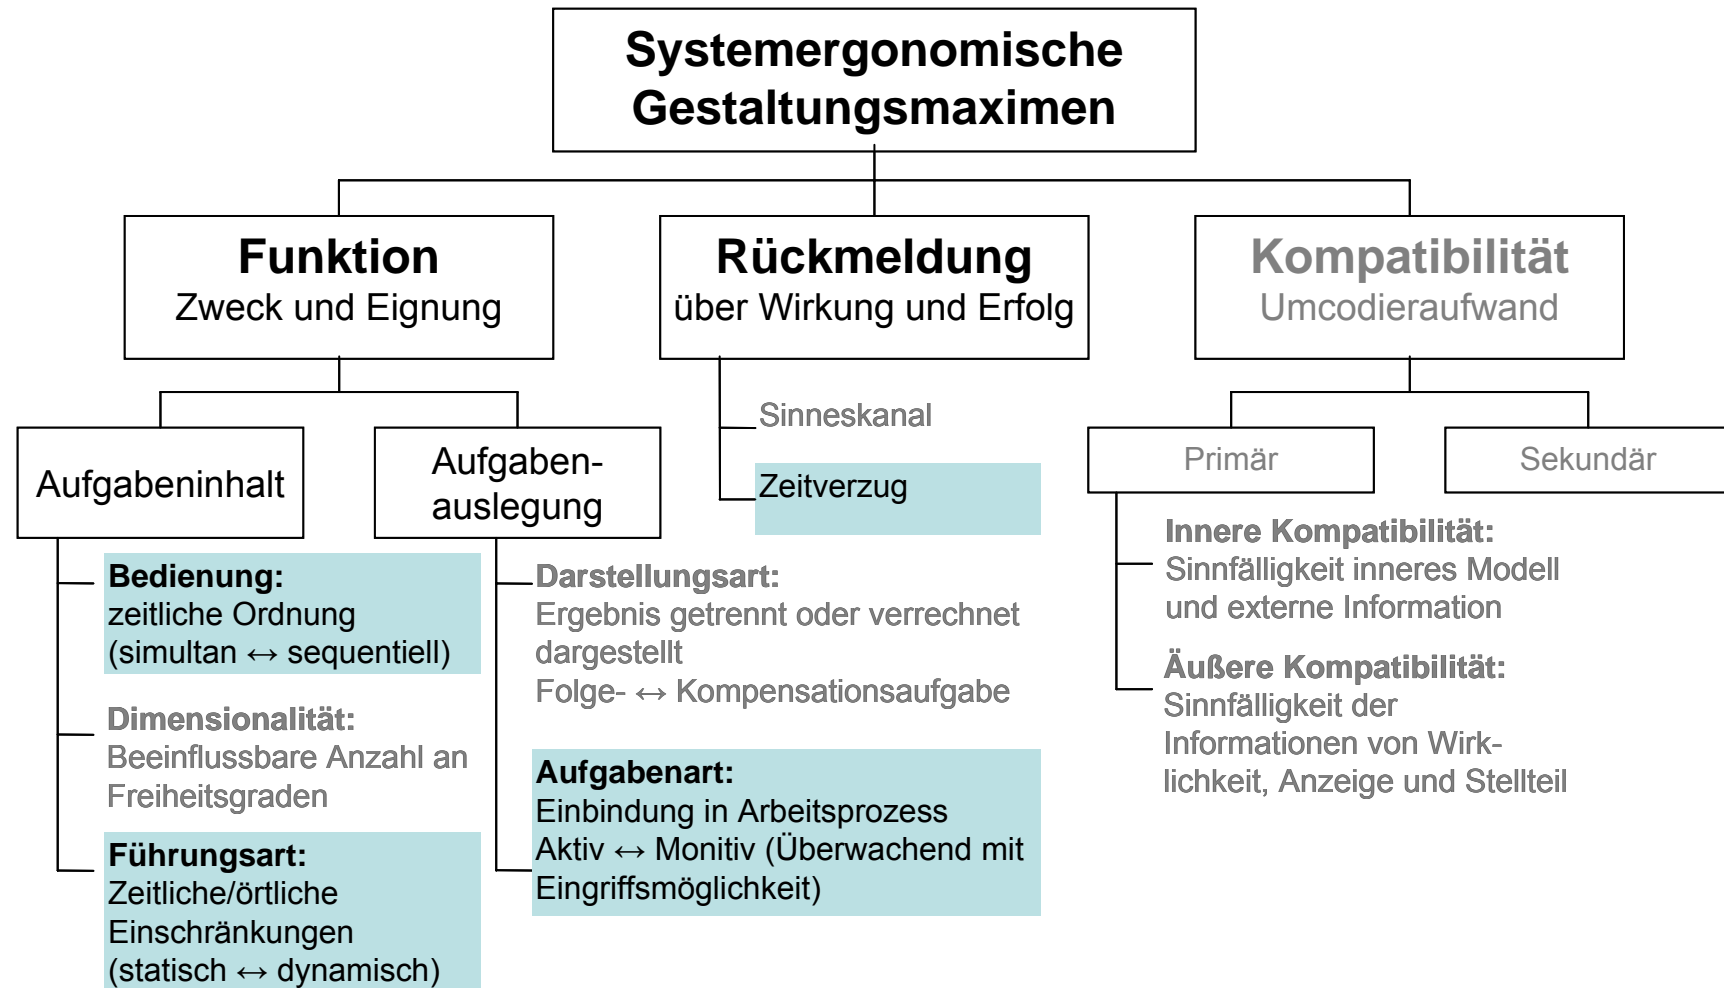 Systemergonomische
Gestaltungsmaximen
Funktion
Zweck und Eignung
Rückmeldung
über Wirkung und Erfolg
Kompatibilität
Umcodieraufwand
Aufgabeninhalt
Aufgaben-
auslegung
Sinneskanal
Zeitverzug
Primär
Sekundär
Bedienung:
zeitliche Ordnung
(simultan ↔ sequentiell)
Dimensionalität:
Beeinflussbare Anzahl an
Freiheitsgraden
Führungsart:
Zeitliche/örtliche
Einschränkungen
(statisch ↔ dynamisch)
Darstellungsart:
Ergebnis getrennt oder verrechnet
dargestellt
Folge- ↔ Kompensationsaufgabe
Aufgabenart:
Einbindung in Arbeitsprozess
Aktiv ↔ Monitiv (Überwachend mit
Eingriffsmöglichkeit)
Innere Kompatibilität:
Sinnfälligkeit inneres Modell
und externe Information
Äußere Kompatibilität:
Sinnfälligkeit der
Informationen von Wirk-
lichkeit, Anzeige und Stellteil